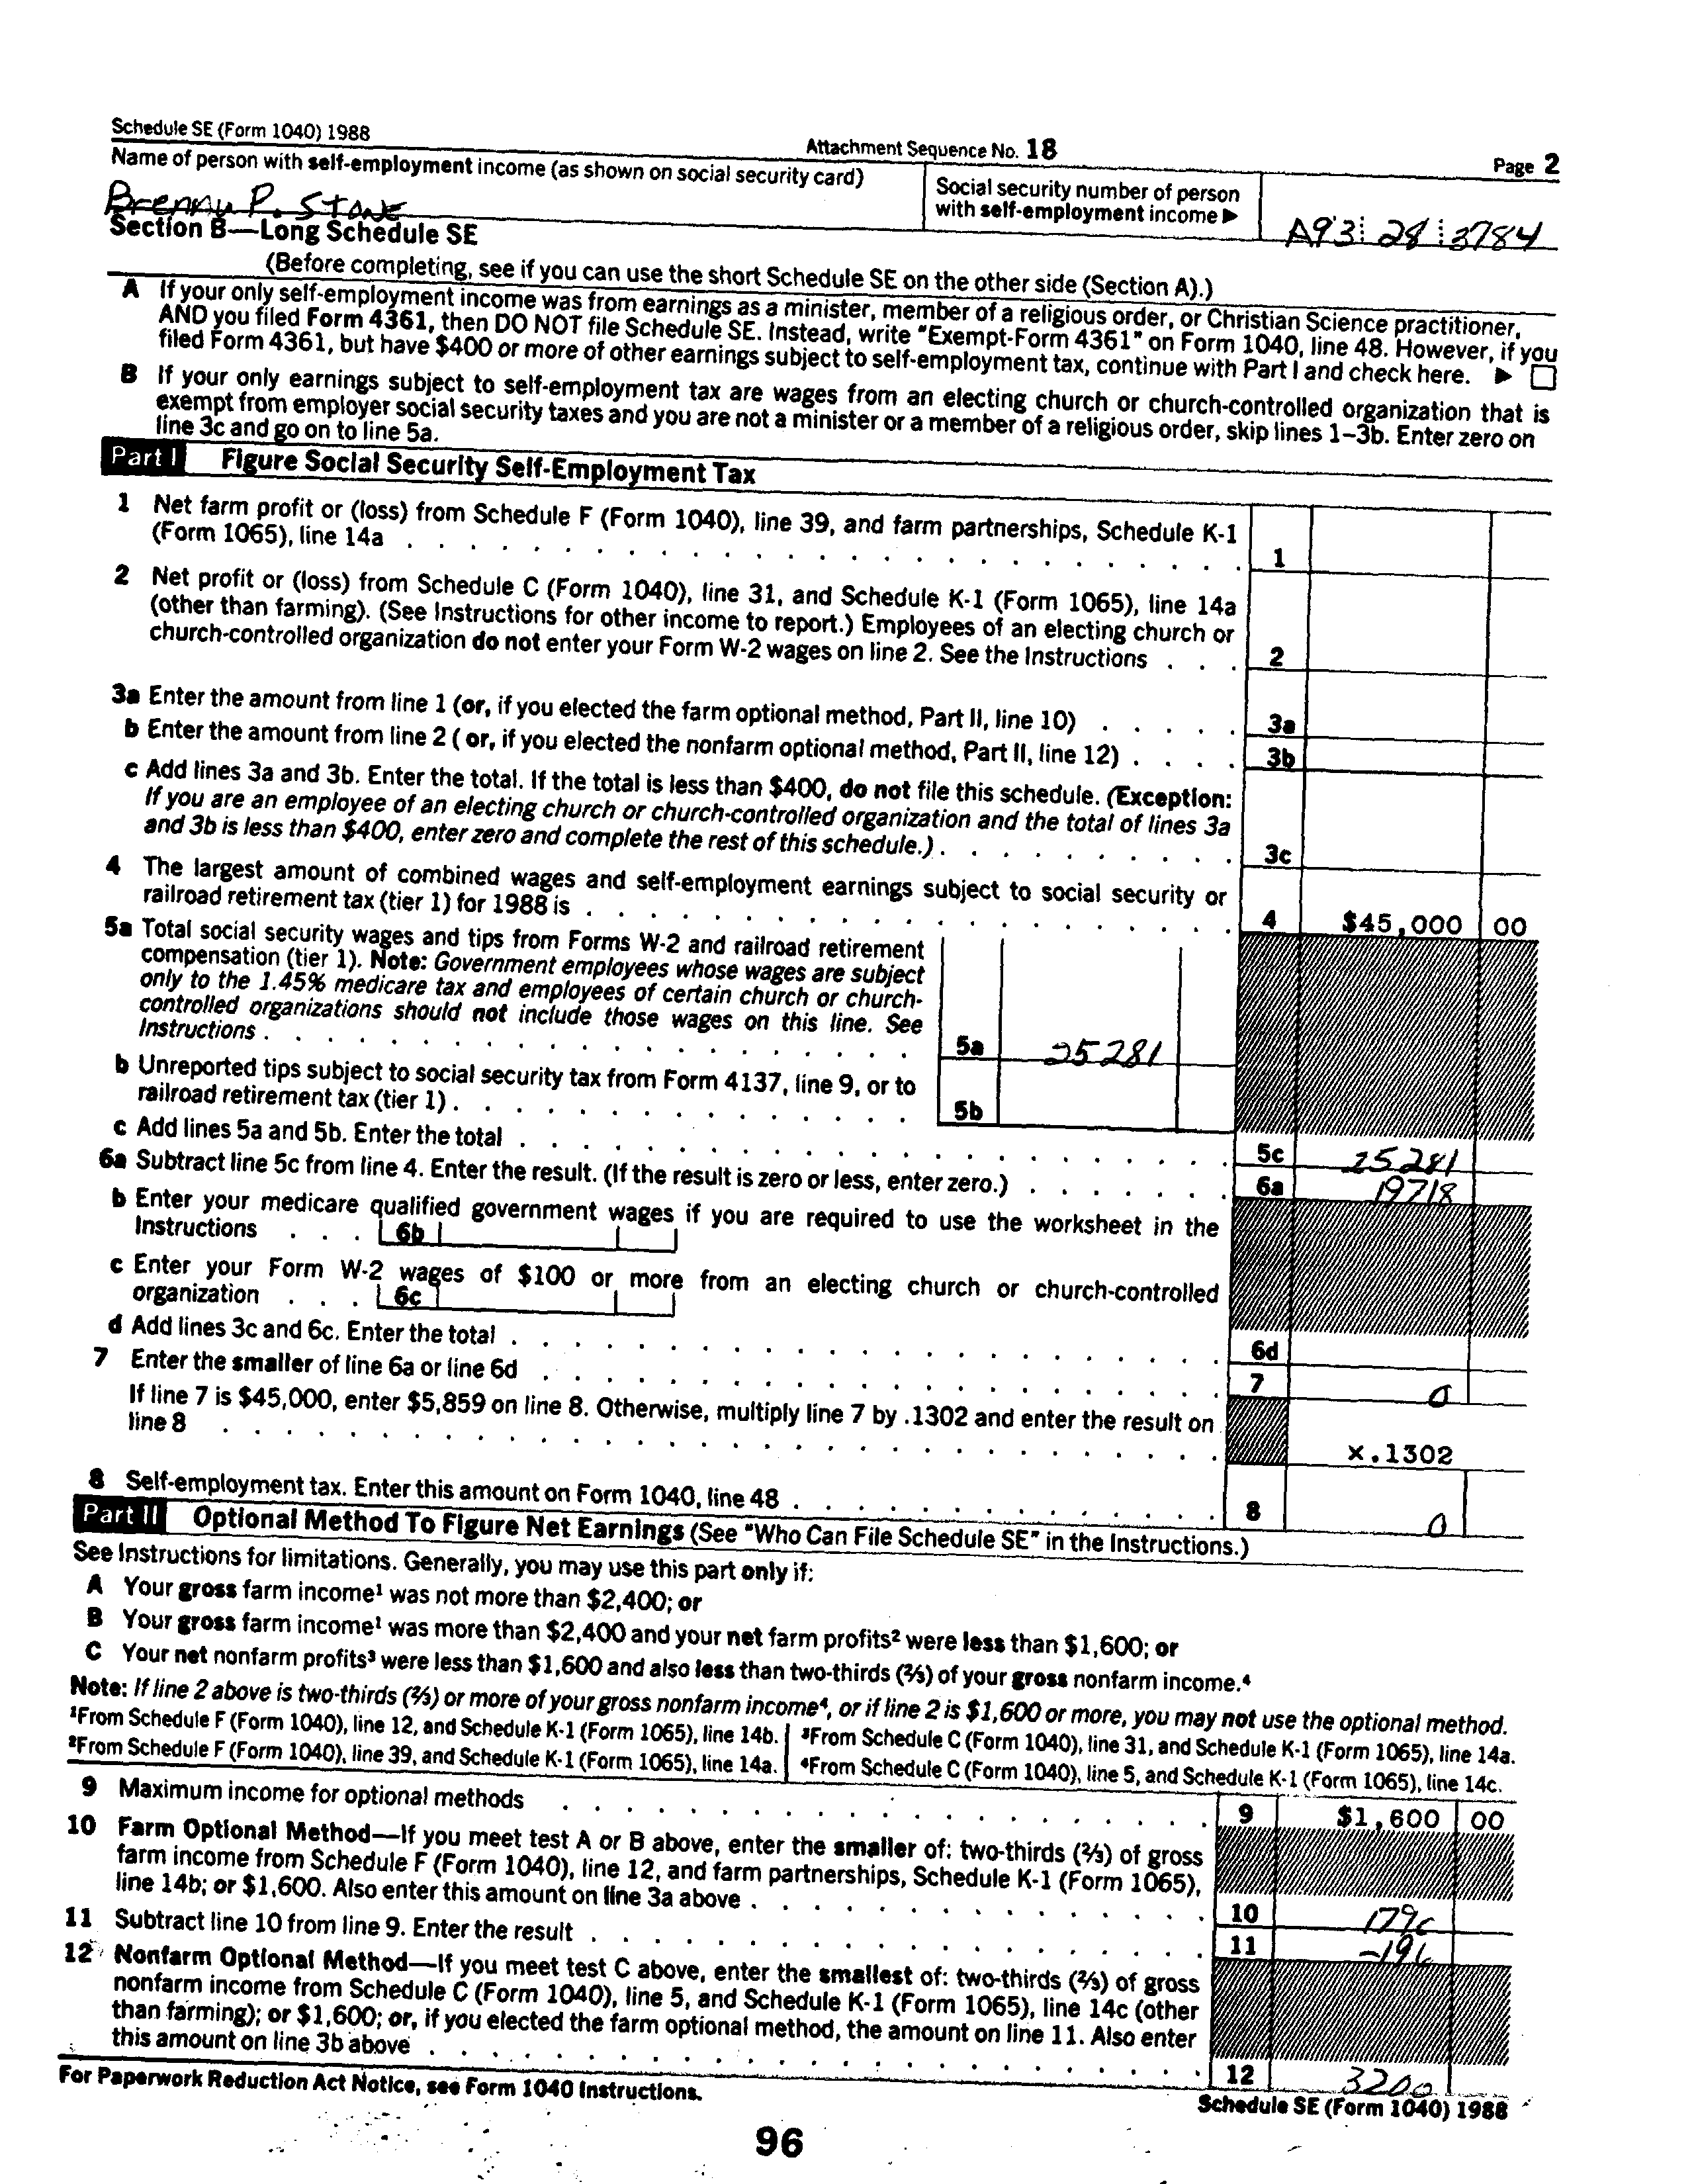 Schedule SE (Form 1040) 1988
Attachment Sequence No. 18
Page 2
Name of person with self-employment income (as shown on social security card)
P. STONE
Social security number of person
with self-employment income ▶
A93 28 3784
Section B—Long Schedule SE
(Before completing, see if you can use the short Schedule SE on the other side (Section A).)
A If your only self-employment income was from earnings as a minister, member of a religious order, or Christian Science practitioner,
AND you filed Form 4361, then DO NOT file Schedule SE. Instead, write "Exempt-Form 4361" on Form 1040, line 48. However, if you
filed Form 4361, but have $400 or more of other earnings subject to self-employment tax, continue with Part I and check here. ▶ ☐
B If your only earnings subject to self-employment tax are wages from an electing church or church-controlled organization that is
exempt from employer social security taxes and you are not a minister or a member of a religious order, skip lines 1–3b. Enter zero on
line 3c and go on to line 5a.
Part I Figure Social Security Self-Employment Tax
1 Net farm profit or (loss) from Schedule F (Form 1040), line 39, and farm partnerships, Schedule K-1
(Form 1065), line 14a . . . 1
2 Net profit or (loss) from Schedule C (Form 1040), line 31, and Schedule K-1 (Form 1065), line 14a
(other than farming). (See Instructions for other income to report.) Employees of an electing church or
church-controlled organization do not enter your Form W-2 wages on line 2. See the Instructions . . . 2
3a Enter the amount from line 1 (or, if you elected the farm optional method, Part II, line 10) . . . . . 3a
b Enter the amount from line 2 ( or, if you elected the nonfarm optional method, Part II, line 12) . . . . 3b
c Add lines 3a and 3b. Enter the total. If the total is less than $400, do not file this schedule. (Exception:
If you are an employee of an electing church or church-controlled organization and the total of lines 3a
and 3b is less than $400, enter zero and complete the rest of this schedule.) . . . 3c
4 The largest amount of combined wages and self-employment earnings subject to social security or
railroad retirement tax (tier 1) for 1988 is . . . 4 $45,000 00
5a Total social security wages and tips from Forms W-2 and railroad retirement
compensation (tier 1). Note: Government employees whose wages are subject
only to the 1.45% medicare tax and employees of certain church or church-
controlled organizations should not include those wages on this line. See
Instructions . . . 5a 25281
b Unreported tips subject to social security tax from Form 4137, line 9, or to
railroad retirement tax (tier 1) . . . 5b
c Add lines 5a and 5b. Enter the total . . . 5c 25281
6a Subtract line 5c from line 4. Enter the result. (If the result is zero or less, enter zero.) . . . 6a 19718
b Enter your medicare qualified government wages if you are required to use the worksheet in the
Instructions . . . 6b
c Enter your Form W-2 wages of $100 or more from an electing church or church-controlled
organization . . . 6c
d Add lines 3c and 6c. Enter the total . . . 6d
7 Enter the smaller of line 6a or line 6d . . . 7 0
If line 7 is $45,000, enter $5,859 on line 8. Otherwise, multiply line 7 by .1302 and enter the result on
line 8 . . . x.1302
8 Self-employment tax. Enter this amount on Form 1040, line 48 . . . 8 0
Part II Optional Method To Figure Net Earnings (See "Who Can File Schedule SE" in the Instructions.)
See Instructions for limitations. Generally, you may use this part only if:
A Your gross farm income¹ was not more than $2,400; or
B Your gross farm income¹ was more than $2,400 and your net farm profits² were less than $1,600; or
C Your net nonfarm profits³ were less than $1,600 and also less than two-thirds (⅔) of your gross nonfarm income.⁴
Note: If line 2 above is two-thirds (⅔) or more of your gross nonfarm income⁴, or if line 2 is $1,600 or more, you may not use the optional method.
¹From Schedule F (Form 1040), line 12, and Schedule K-1 (Form 1065), line 14b.
³From Schedule C (Form 1040), line 31, and Schedule K-1 (Form 1065), line 14a.
²From Schedule F (Form 1040), line 39, and Schedule K-1 (Form 1065), line 14a.
⁴From Schedule C (Form 1040), line 5, and Schedule K-1 (Form 1065), line 14c.
9 Maximum income for optional methods . . . 9 $1,600 00
10 Farm Optional Method—If you meet test A or B above, enter the smaller of: two-thirds (⅔) of gross
farm income from Schedule F (Form 1040), line 12, and farm partnerships, Schedule K-1 (Form 1065),
line 14b; or $1,600. Also enter this amount on line 3a above . . . 10
11 Subtract line 10 from line 9. Enter the result . . . 11
12 Nonfarm Optional Method—If you meet test C above, enter the smallest of: two-thirds (⅔) of gross
nonfarm income from Schedule C (Form 1040), line 5, and Schedule K-1 (Form 1065), line 14c (other
than farming); or $1,600; or, if you elected the farm optional method, the amount on line 11. Also enter
this amount on line 3b above . . . 12 3200
For Paperwork Reduction Act Notice, see Form 1040 Instructions.
Schedule SE (Form 1040) 1988
96